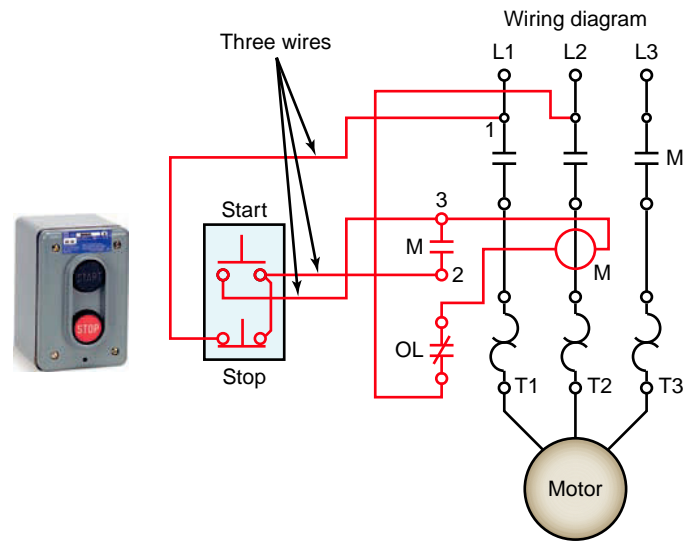 Wiring diagram
Three wires
L1 L2 L3
1
M
Start
3
M
2
M
START
STOP
OL
Stop
T1 T2 T3
Motor